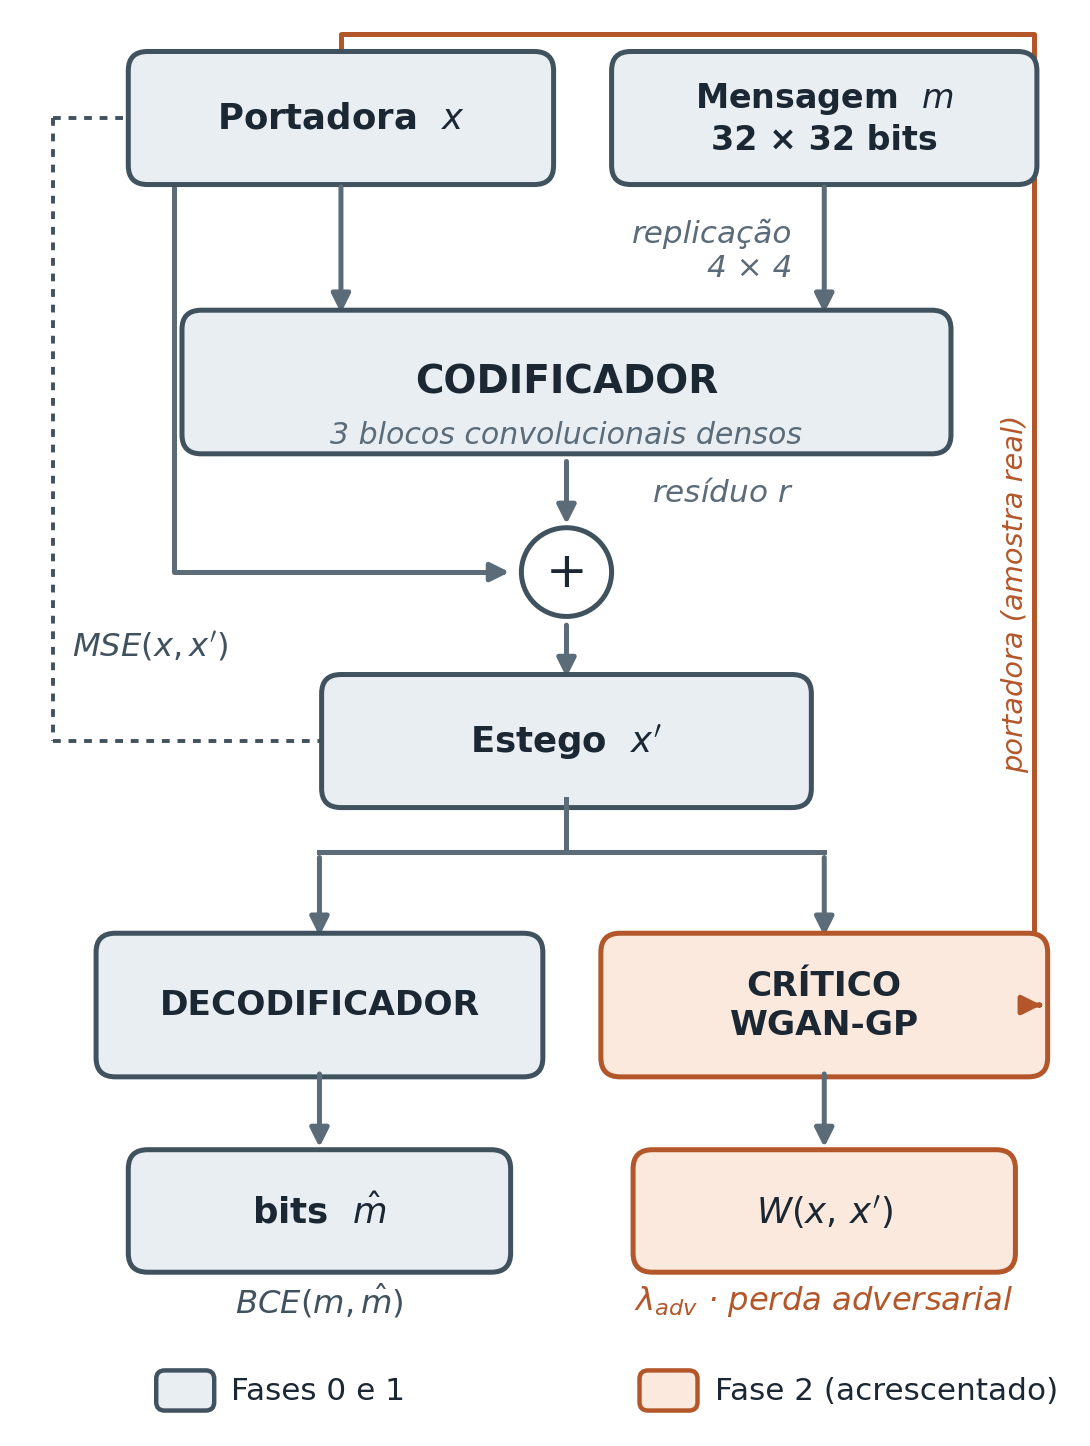 Portadora x
Mensagem m
32 × 32 bits
replicação
4 × 4
CODIFICADOR
3 blocos convolucionais densos
resíduo r
+
MSE(x, x′)
portadora (amostra real)
Estego x′
DECODIFICADOR
CRÍTICO
WGAN-GP
bits m̂
W(x, x′)
BCE(m, m̂)
λadv · perda adversarial
Fases 0 e 1
Fase 2 (acrescentado)